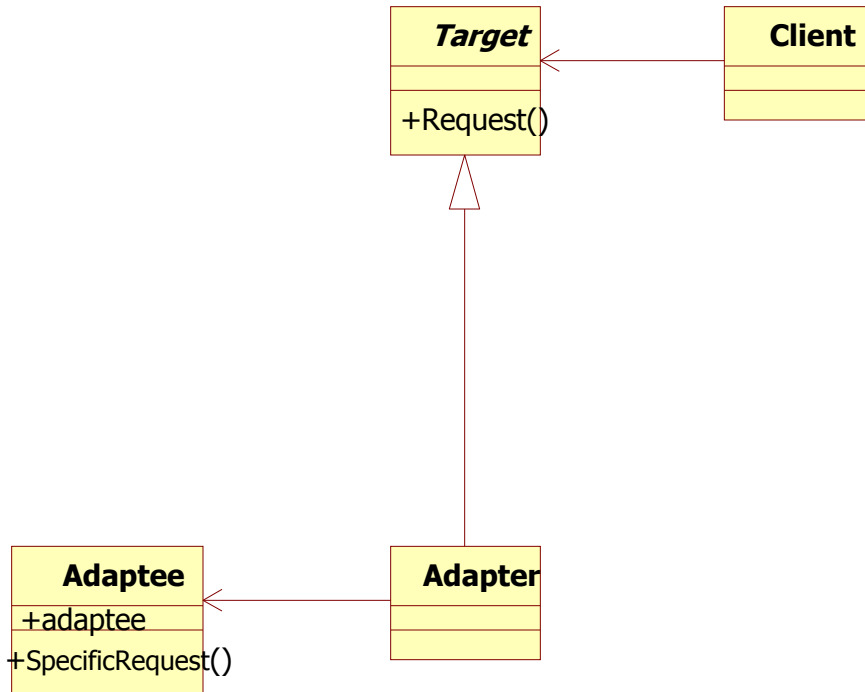 Target
Client
+Request()
Adaptee
Adapter
+adaptee
+SpecificRequest()